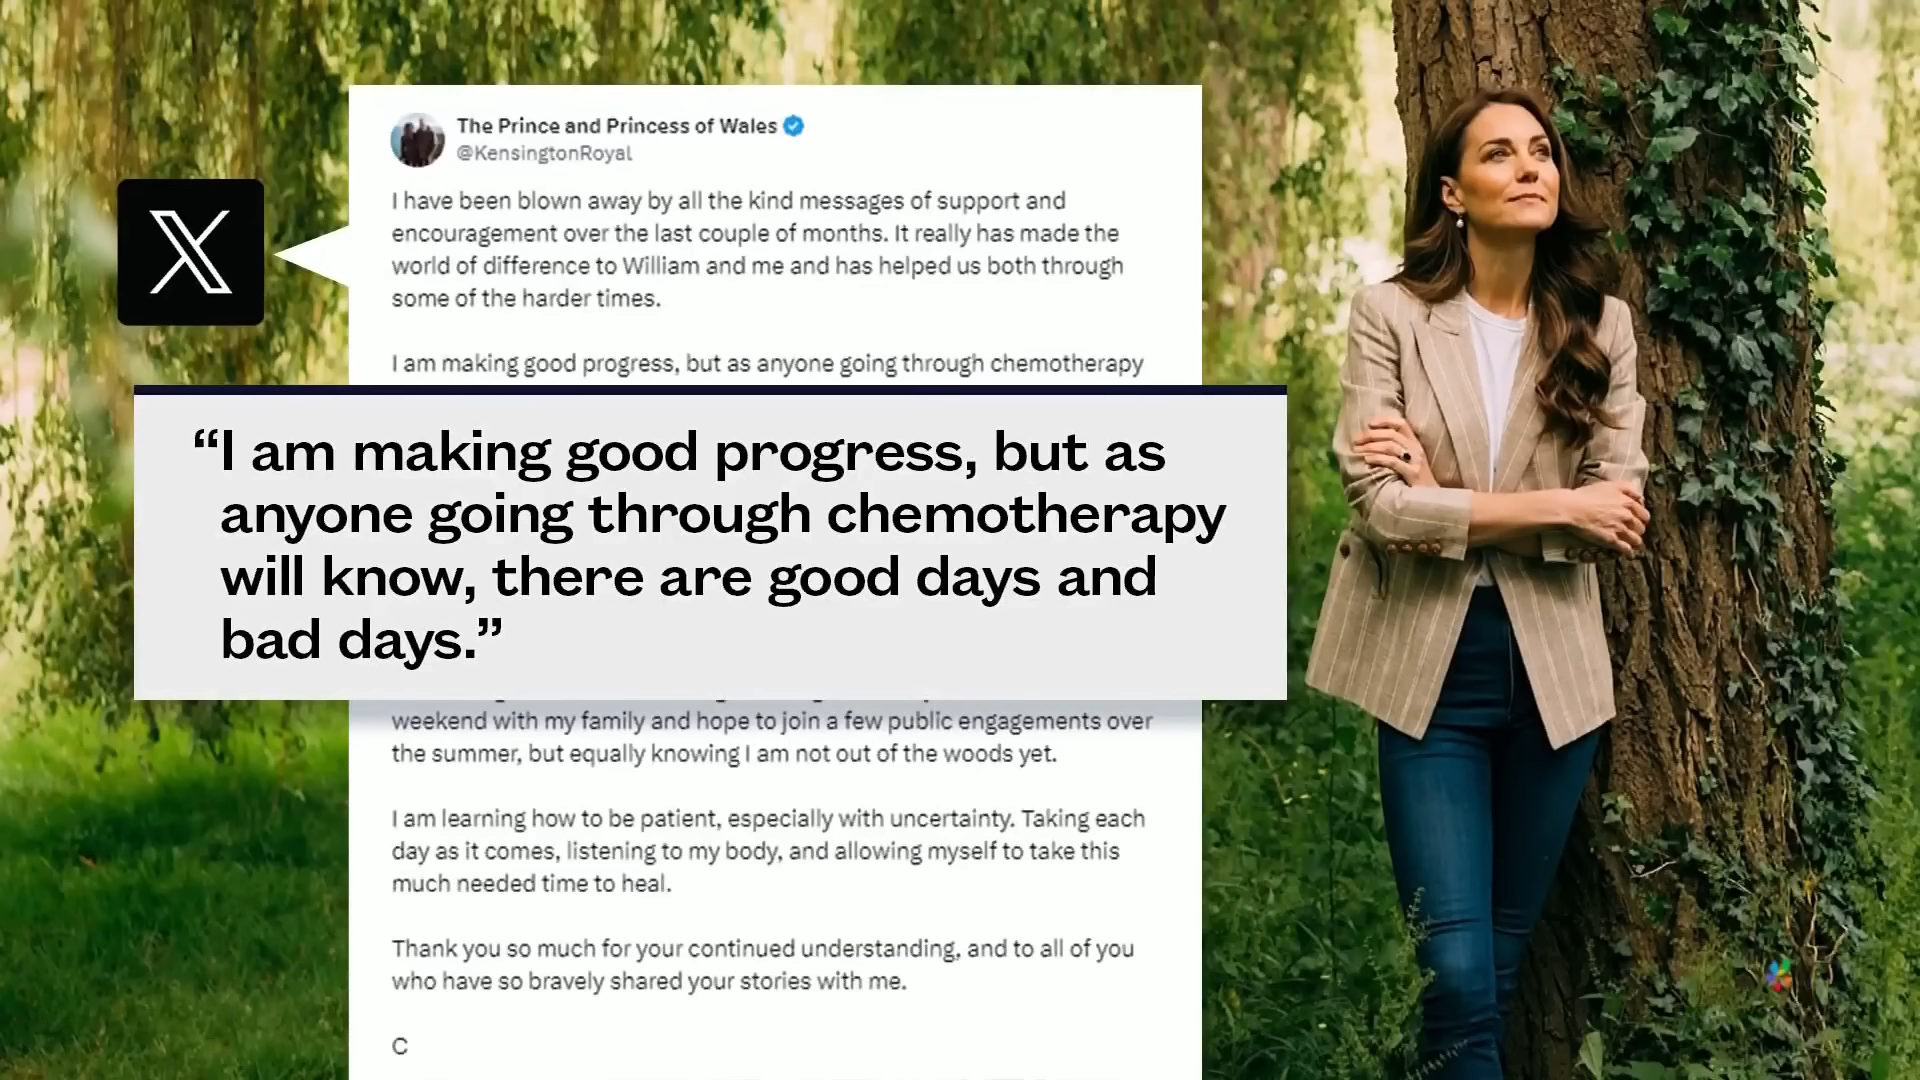 The Prince and Princess of Wales
@KensingtonRoyal
I have been blown away by all the kind messages of support and
encouragement over the last couple of months. It really has made the
world of difference to William and me and has helped us both through
some of the harder times.
I am making good progress, but as anyone going through chemotherapy
“I am making good progress, but as
anyone going through chemotherapy
will know, there are good days and
bad days.”
weekend with my family and hope to join a few public engagements over
the summer, but equally knowing I am not out of the woods yet.
I am learning how to be patient, especially with uncertainty. Taking each
day as it comes, listening to my body, and allowing myself to take this
much needed time to heal.
Thank you so much for your continued understanding, and to all of you
who have so bravely shared your stories with me.
C